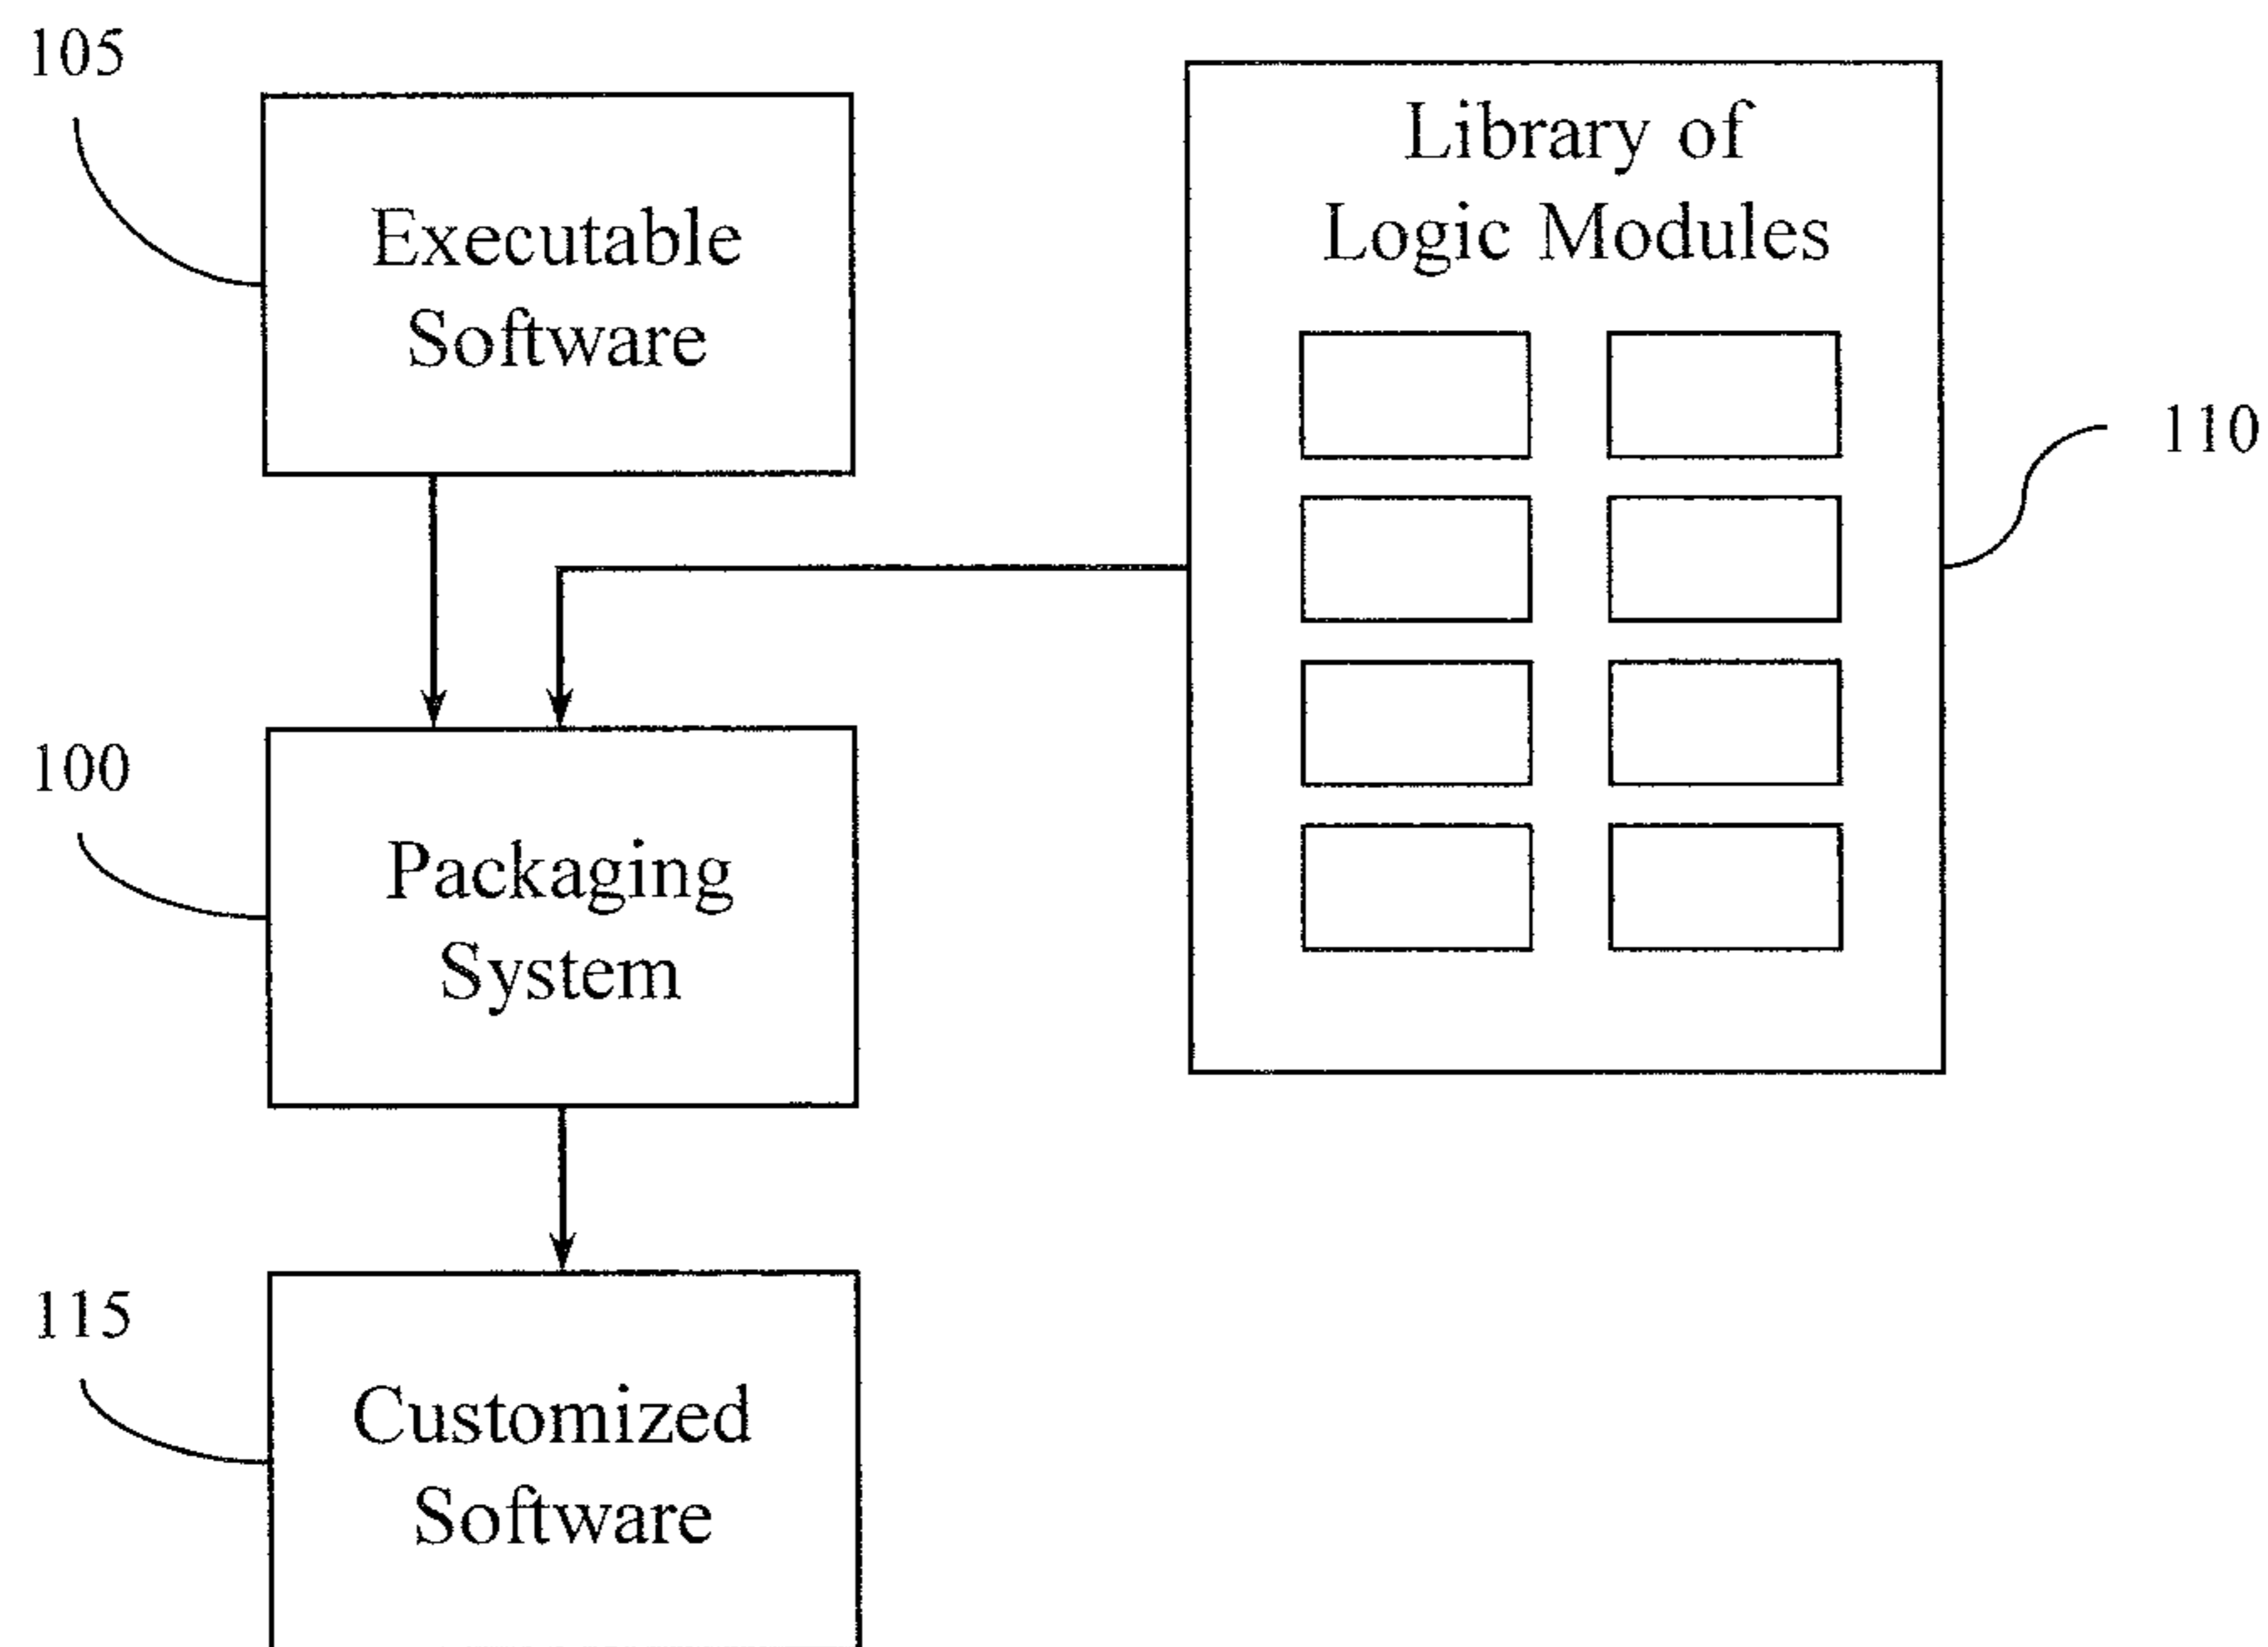 105
Executable
Software
Library of
Logic Modules
110
100
Packaging
System
115
Customized
Software